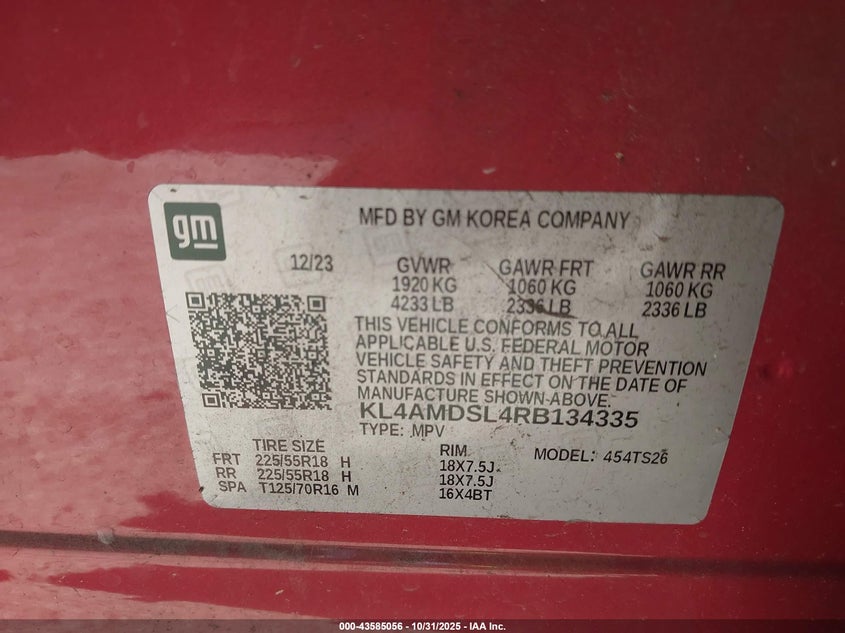 gm
MFD BY GM KOREA COMPANY
12/23
GVWR GAWR FRT GAWR RR
1920 KG 1060 KG 1060 KG
4233 LB 2336 LB 2336 LB
THIS VEHICLE CONFORMS TO ALL
APPLICABLE U.S. FEDERAL MOTOR
VEHICLE SAFETY AND THEFT PREVENTION
STANDARDS IN EFFECT ON THE DATE OF
MANUFACTURE SHOWN ABOVE.
KL4AMDSL4RB134335
TYPE: MPV
TIRE SIZE RIM MODEL: 454TS26
FRT 225/55R18 H 18X7.5J
RR 225/55R18 H 18X7.5J
SPA T125/70R16 M 16X4BT
000-43585056 - 10/31/2025 - IAA Inc.